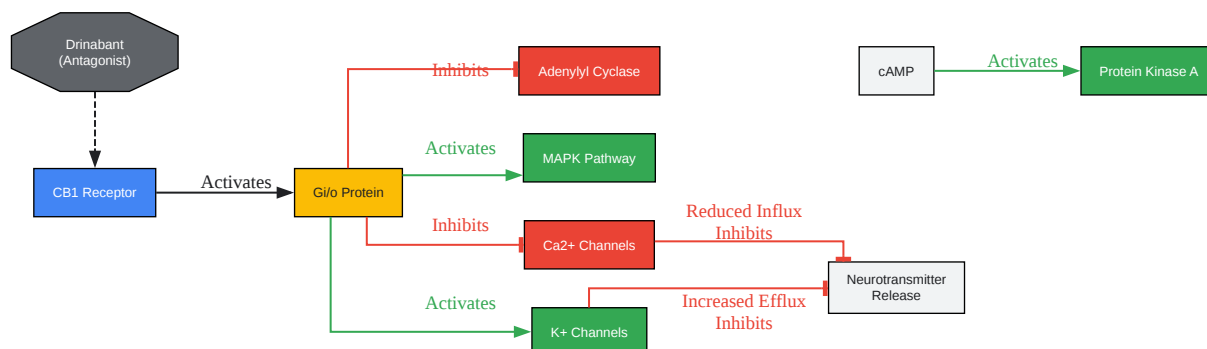 Drinabant
(Antagonist)
Inhibits
Adenylyl Cyclase
cAMP
Activates
Protein Kinase A
Activates
MAPK Pathway
CB1 Receptor
Activates
Gi/o Protein
Inhibits
Ca2+ Channels
Reduced Influx
Inhibits
Neurotransmitter
Release
Activates
K+ Channels
Increased Efflux
Inhibits